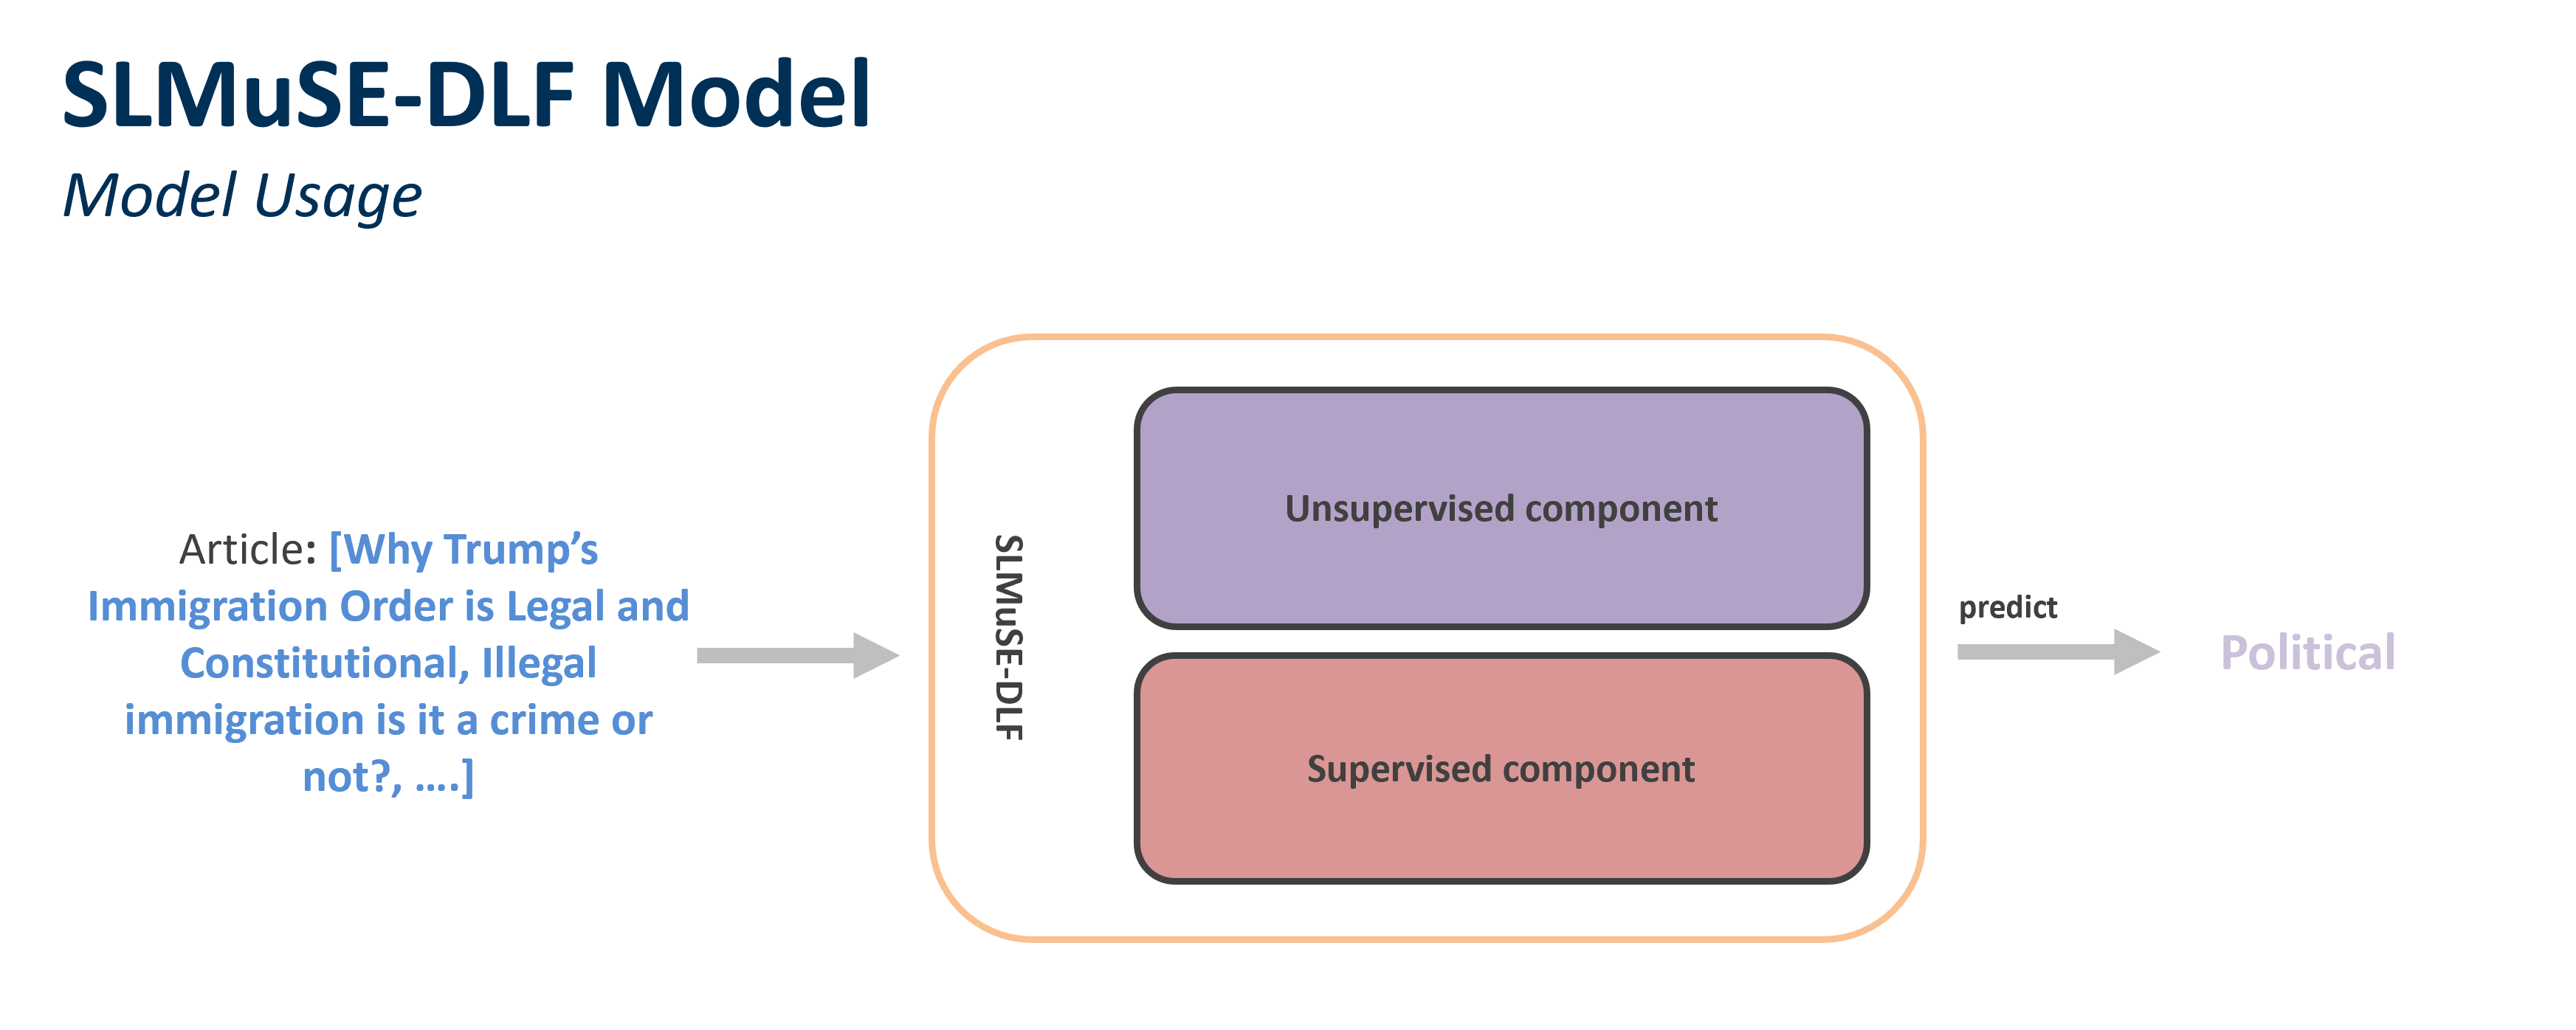 SLMuSE-DLF Model
Model Usage
Article: [Why Trump’s
Immigration Order is Legal and
Constitutional, Illegal
immigration is it a crime or
not?, ….]
SLMuSE-DLF
Unsupervised component
Supervised component
predict
Political